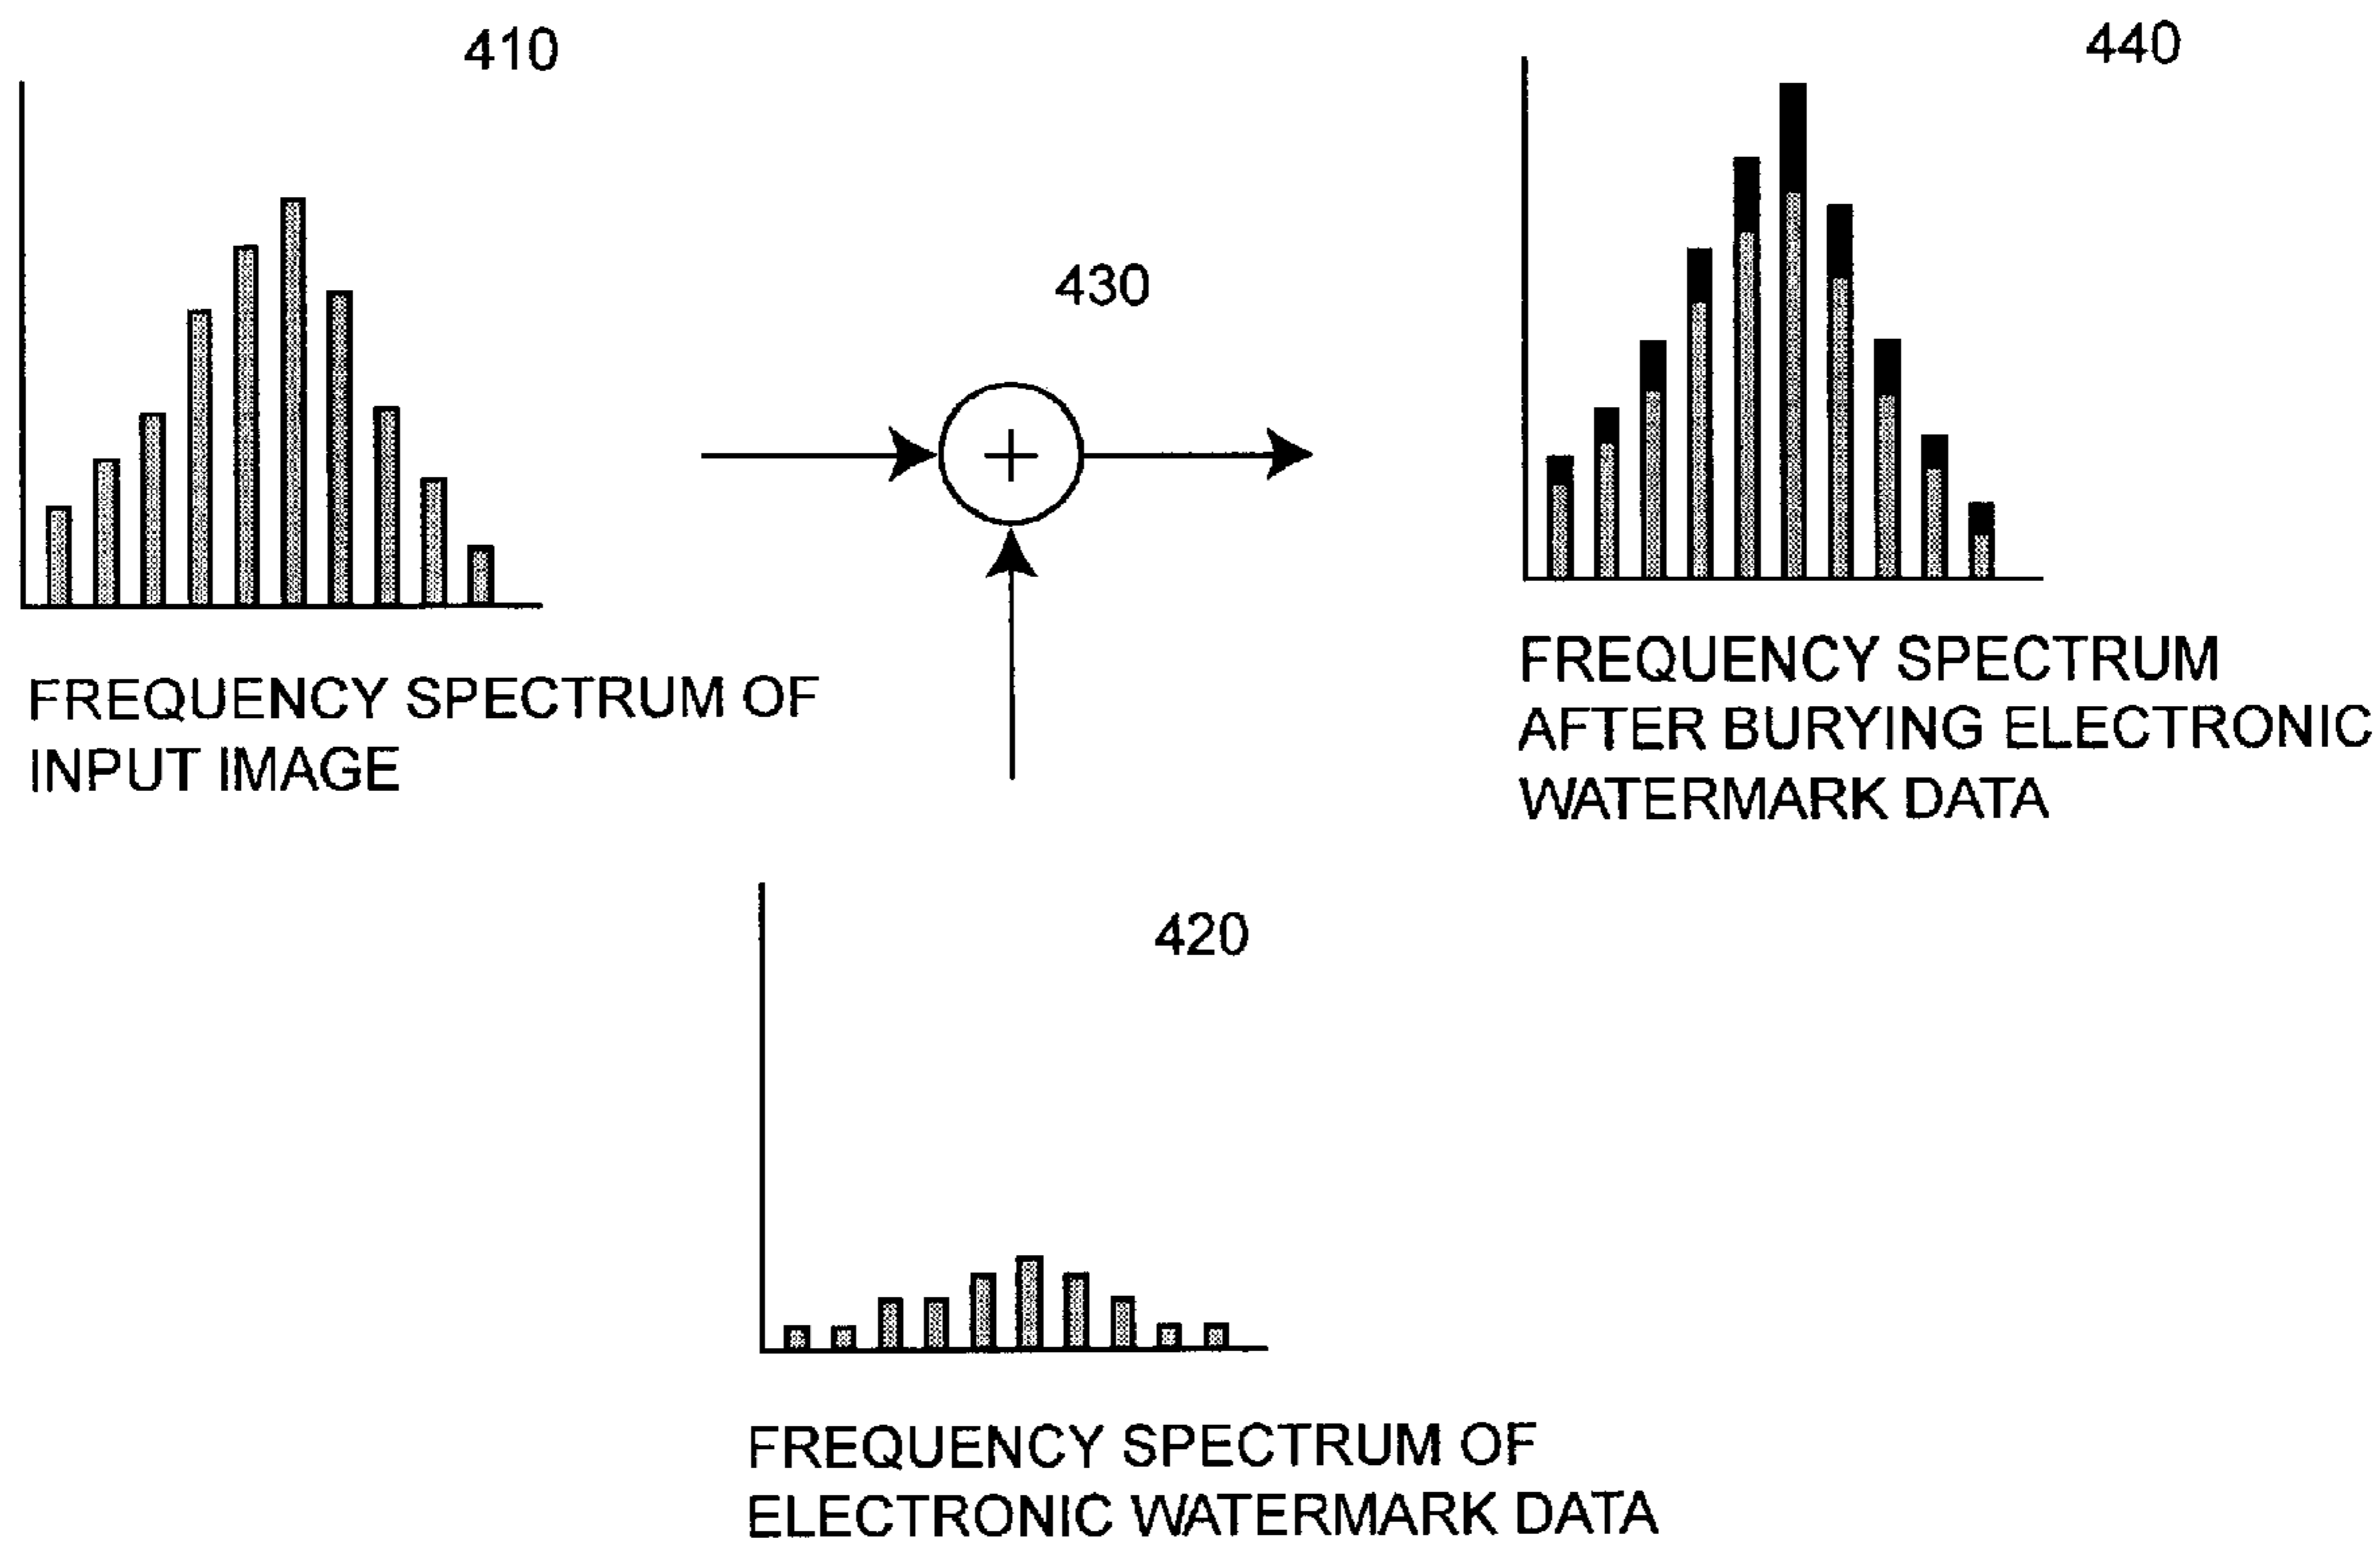 410
FREQUENCY SPECTRUM OF
INPUT IMAGE
430
440
FREQUENCY SPECTRUM
AFTER BURYING ELECTRONIC
WATERMARK DATA
420
FREQUENCY SPECTRUM OF
ELECTRONIC WATERMARK DATA